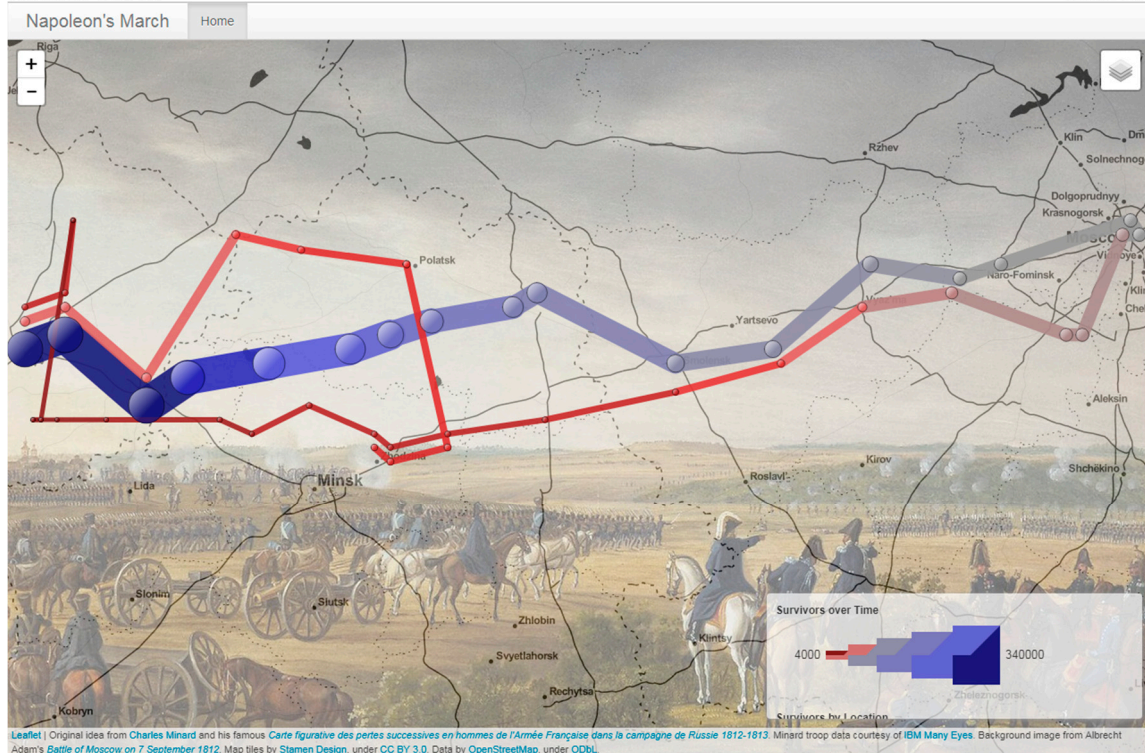 Napoleon's March Home
Riga
+
−
Rzhev
Klin
Solnechnog
Dolgoprudnyy
Krasnogorsk
Polatsk
Naro-Fominsk
Yartsevo
Aleksin
Kirov
Shchëkino
Roslavl'
Lida
Minsk
Slonim
Slutsk
Zhlobin
Klintsy
Svyetlahorsk
Rechytsa
Kobryn
Survivors over Time
4000 340000
Zheleznogorsk
Survivors by Location
Leaflet | Original idea from Charles Minard and his famous Carte figurative des pertes successives en hommes de l'Armée Française dans la campagne de Russie 1812-1813. Minard troop data courtesy of IBM Many Eyes. Background image from Albrecht
Adam's Battle of Moscow on 7 September 1812. Map tiles by Stamen Design, under CC BY 3.0. Data by OpenStreetMap, under ODbL.